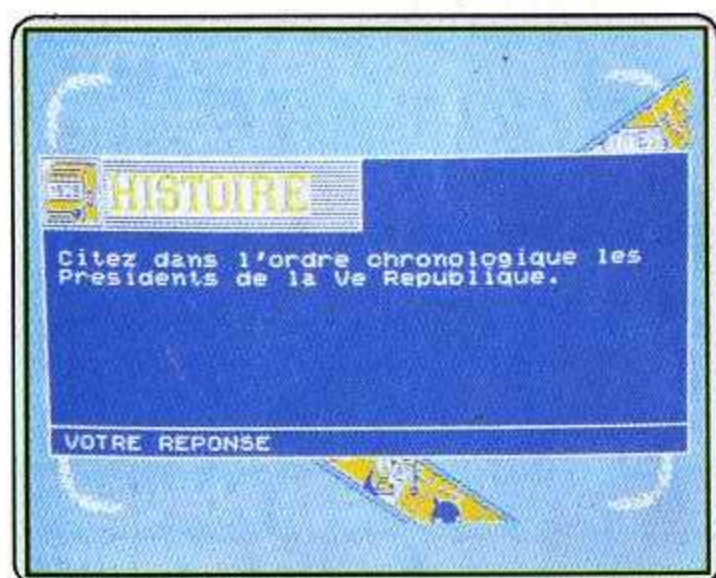 HISTOIRE
Citez dans l'ordre chronologique les
Presidents de la Ve Republique.
VOTRE REPONSE